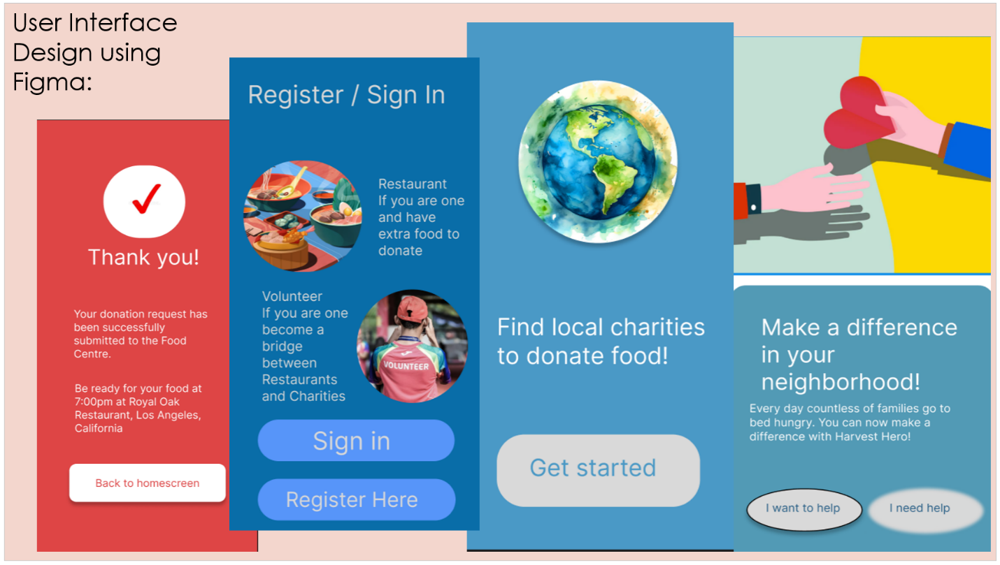 User Interface
Design using
Figma:
Thank you!
Your donation request has
been successfully
submitted to the Food
Centre.
Be ready for your food at
7:00pm at Royal Oak
Restaurant, Los Angeles,
California
Back to homescreen
Register / Sign In
Restaurant
If you are one
and have
extra food to
donate
Volunteer
If you are one
become a
bridge
between
Restaurants
and Charities
VOLUNTEER
Sign in
Register Here
Find local charities
to donate food!
Get started
Make a difference
in your
neighborhood!
Every day countless of families go to
bed hungry. You can now make a
difference with Harvest Hero!
I want to help
I need help